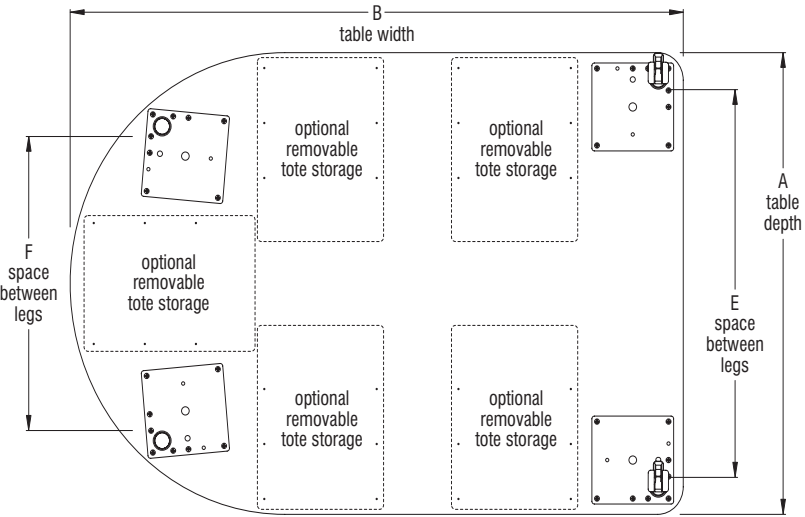 B
table width
optional
removable
tote storage
optional
removable
tote storage
A
table
depth
F
space
between
legs
optional
removable
tote storage
E
space
between
legs
optional
removable
tote storage
optional
removable
tote storage